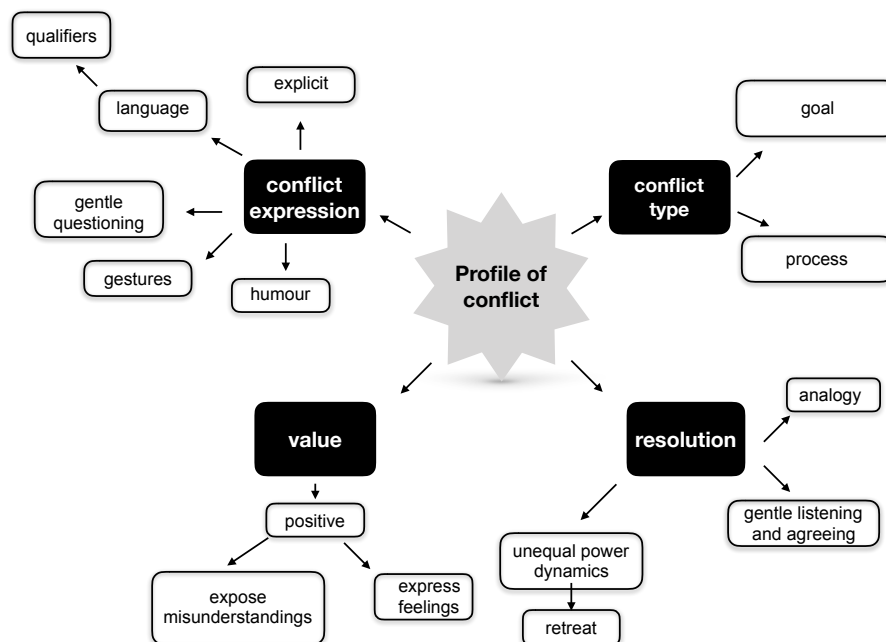 qualifiers
language
explicit
conflict
expression
gentle
questioning
gestures
humour
Profile of
conflict
conflict
type
goal
process
value
positive
expose
misunderstandings
express
feelings
resolution
analogy
gentle listening
and agreeing
unequal power
dynamics
retreat